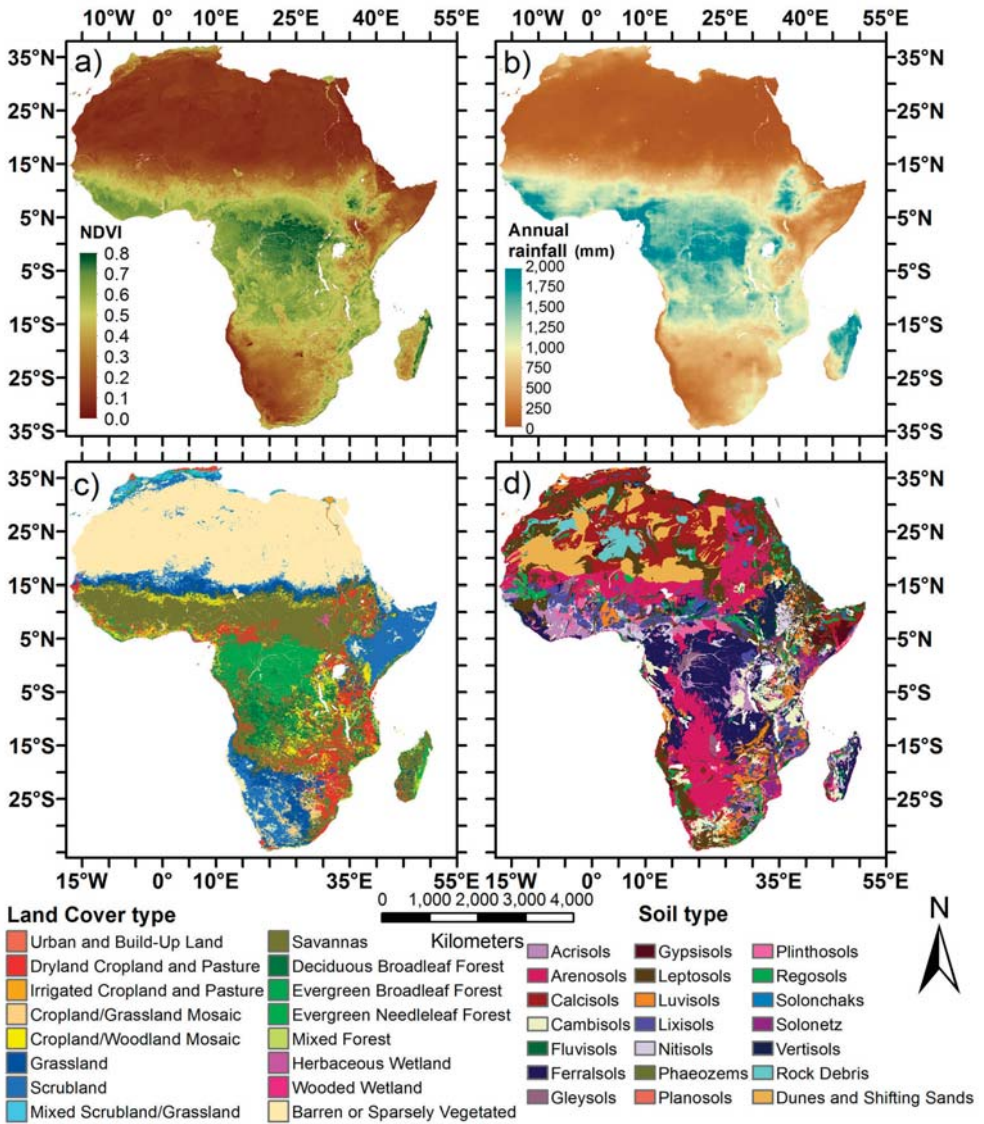 10°W 0° 10°E 25°E 35°E 55°E 10°W 0° 10°E 25°E 35°E 55°E
a)
b)
35°N
25°N
15°N
5°N
5°S
15°S
25°S
35°S
35°N
25°N
15°N
5°N
5°S
15°S
25°S
35°S
NDVI
0.8
0.7
0.6
0.5
0.4
0.3
0.2
0.1
0.0
Annual
rainfall (mm)
2,000
1,750
1,500
1,250
1,000
750
500
250
0
c)
d)
35°N
25°N
15°N
5°N
5°S
15°S
25°S
35°N
25°N
15°N
5°N
5°S
15°S
25°S
15°W 0° 10°E 35°E 55°E 15°W 0° 10°E 35°E 55°E
0 1,000 2,000 3,000 4,000
Kilometers
N
Land Cover type
Urban and Build-Up Land
Dryland Cropland and Pasture
Irrigated Cropland and Pasture
Cropland/Grassland Mosaic
Cropland/Woodland Mosaic
Grassland
Scrubland
Mixed Scrubland/Grassland
Savannas
Deciduous Broadleaf Forest
Evergreen Broadleaf Forest
Evergreen Needleleaf Forest
Mixed Forest
Herbaceous Wetland
Wooded Wetland
Barren or Sparsely Vegetated
Soil type
Acrisols
Arenosols
Calcisols
Cambisols
Fluvisols
Ferralsols
Gleysols
Gypsisols
Leptosols
Luvisols
Lixisols
Nitisols
Phaeozems
Planosols
Plinthosols
Regosols
Solonchaks
Solonetz
Vertisols
Rock Debris
Dunes and Shifting Sands